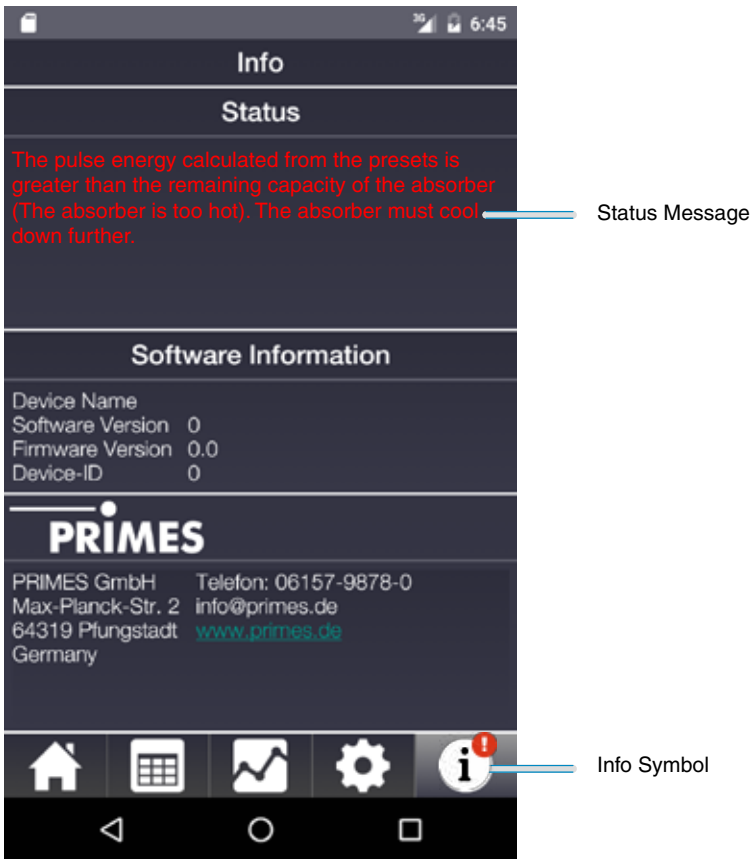 3G 6:45
Info
Status
The pulse energy calculated from the presets is
greater than the remaining capacity of the absorber
(The absorber is too hot). The absorber must cool
down further.
Status Message
Software Information
Device Name
Software Version 0
Firmware Version 0.0
Device-ID 0
PRIMES
PRIMES GmbH Telefon: 06157-9878-0
Max-Planck-Str. 2 info@primes.de
64319 Pfungstadt www.primes.de
Germany
i !
Info Symbol